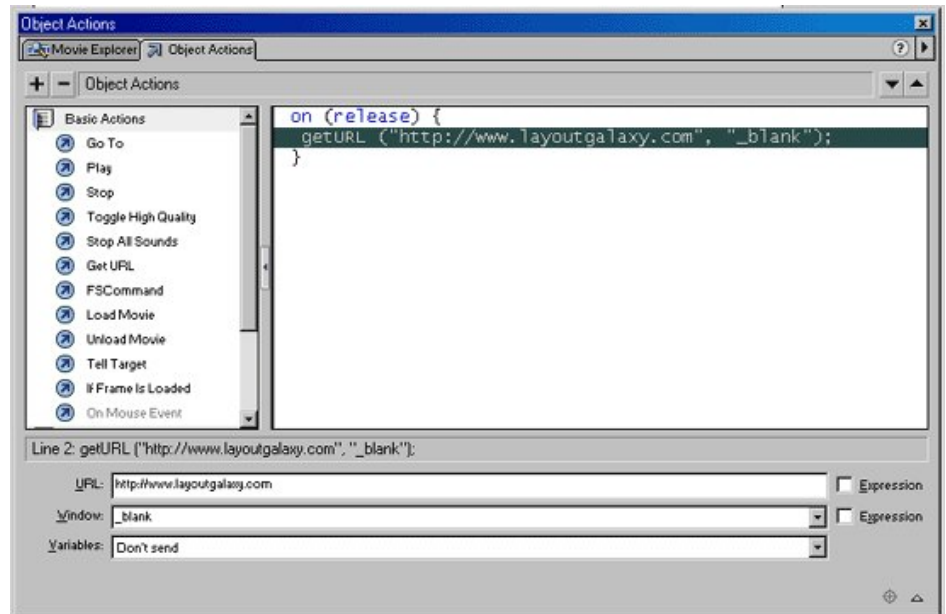 Object Actions
Movie Explorer Object Actions ?
+ − Object Actions
Basic Actions
Go To
Play
Stop
Toggle High Quality
Stop All Sounds
Get URL
FSCommand
Load Movie
Unload Movie
Tell Target
If Frame Is Loaded
On Mouse Event
on (release) {
getURL ("http://www.layoutgalaxy.com", "_blank");
}
Line 2: getURL ("http://www.layoutgalaxy.com", "_blank");
URL: http://www.layoutgalaxy.com Expression
Window: _blank Expression
Variables: Don't send